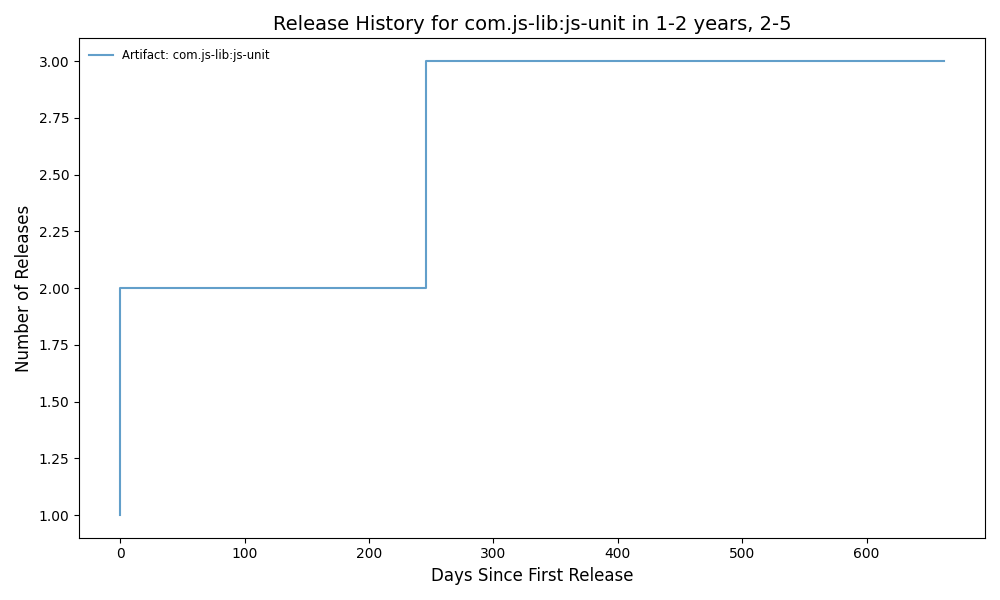 Release History for com.js-lib:js-unit in 1-2 years, 2-5
Artifact: com.js-lib:js-unit
Number of Releases
3.00
2.75
2.50
2.25
2.00
1.75
1.50
1.25
1.00
0 100 200 300 400 500 600
Days Since First Release